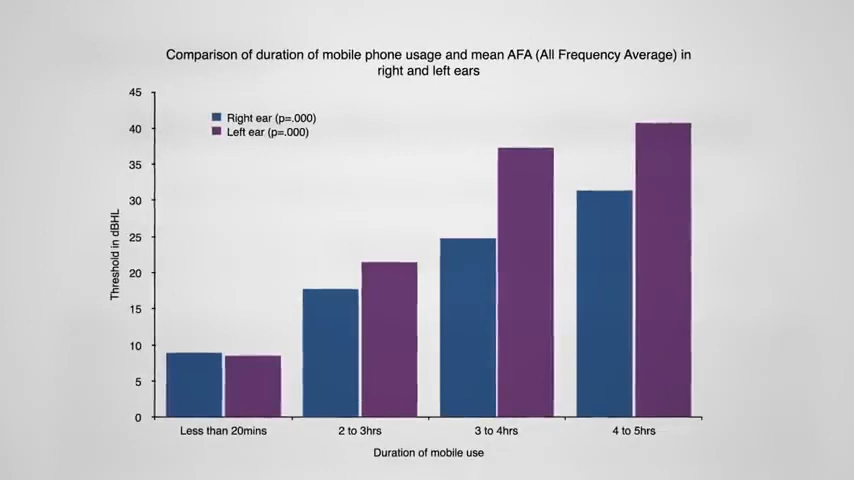 Comparison of duration of mobile phone usage and mean AFA (All Frequency Average) in
right and left ears
45
40
35
30
25
20
15
10
5
0
Threshold in dBHL
Right ear (p=.000)
Left ear (p=.000)
Less than 20mins
2 to 3hrs
3 to 4hrs
4 to 5hrs
Duration of mobile use